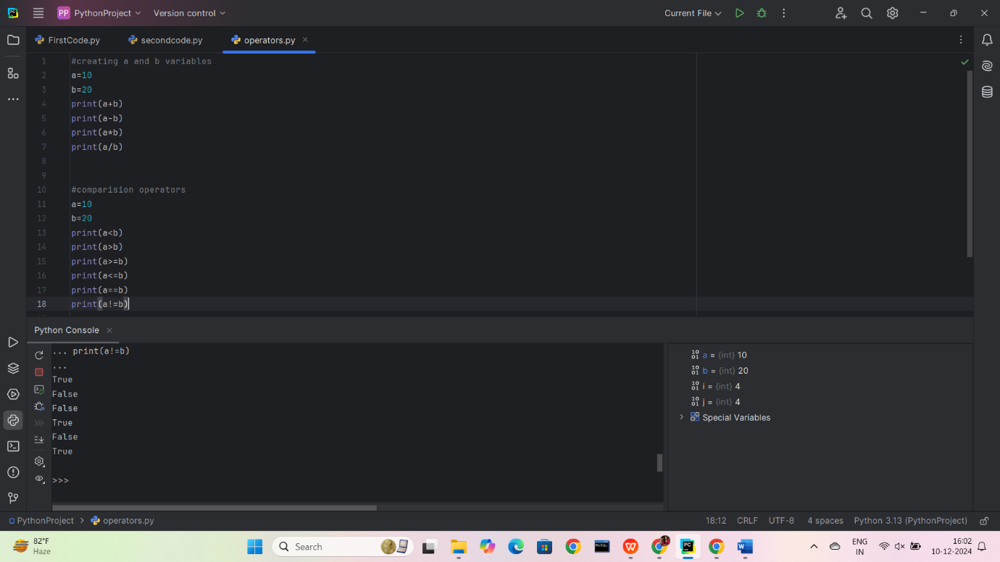 PP PythonProject Version control Current File
FirstCode.py secondcode.py operators.py
1 #creating a and b variables
2 a=10
3 b=20
4 print(a+b)
5 print(a-b)
6 print(a*b)
7 print(a/b)
8
9
10 #comparision operators
11 a=10
12 b=20
13 print(a<b)
14 print(a>b)
15 print(a>=b)
16 print(a<=b)
17 print(a==b)
18 print(a!=b)
Python Console
... print(a!=b)
...
True
False
False
True
False
True
>>>
a = {int} 10
b = {int} 20
i = {int} 4
j = {int} 4
Special Variables
PythonProject > operators.py 18:12 CRLF UTF-8 4 spaces Python 3.13 (PythonProject)
82°F
Haze
Search
ENG
IN
16:02
10-12-2024